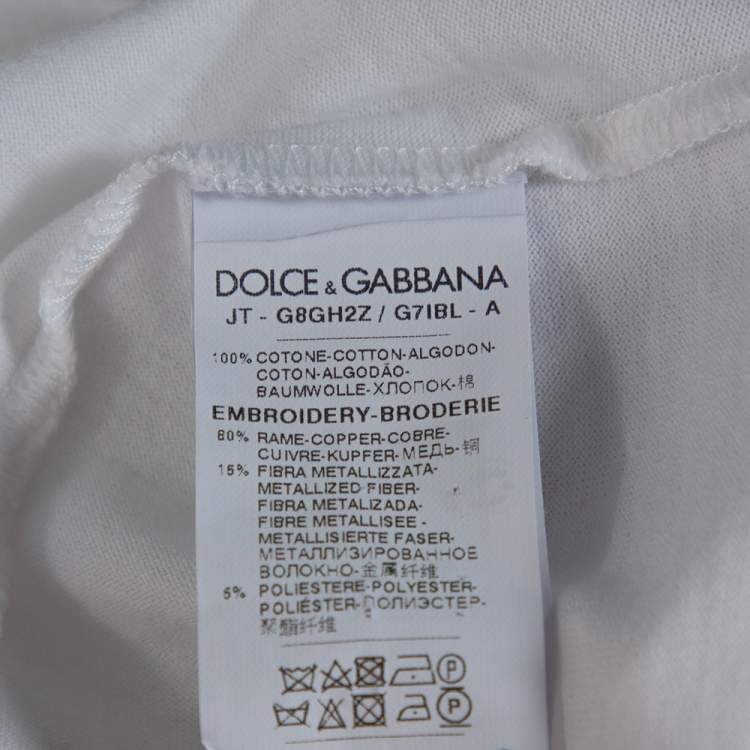 DOLCE & GABBANA
JT - G8GH2Z / G7IBL - A
100% COTONE-COTTON-ALGODON-
COTON-ALGODÃO-
BAUMWOLLE-ХЛОПОК-棉
EMBROIDERY-BRODERIE
80% RAME-COPPER-COBRE-
CUIVRE-KUPFER-МЕДЬ-铜
15% FIBRA METALLIZZATA-
METALLIZED FIBER-
FIBRA METALIZADA-
FIBRE METALLISEE -
METALLISIERTE FASER-
МЕТАЛЛИЗИРОВАННОЕ
ВОЛОКНО-金属纤维
5% POLIESTERE-POLYESTER-
POLIÉSTER-ПОЛИЭСТЕР-
聚酯纤维
P
P